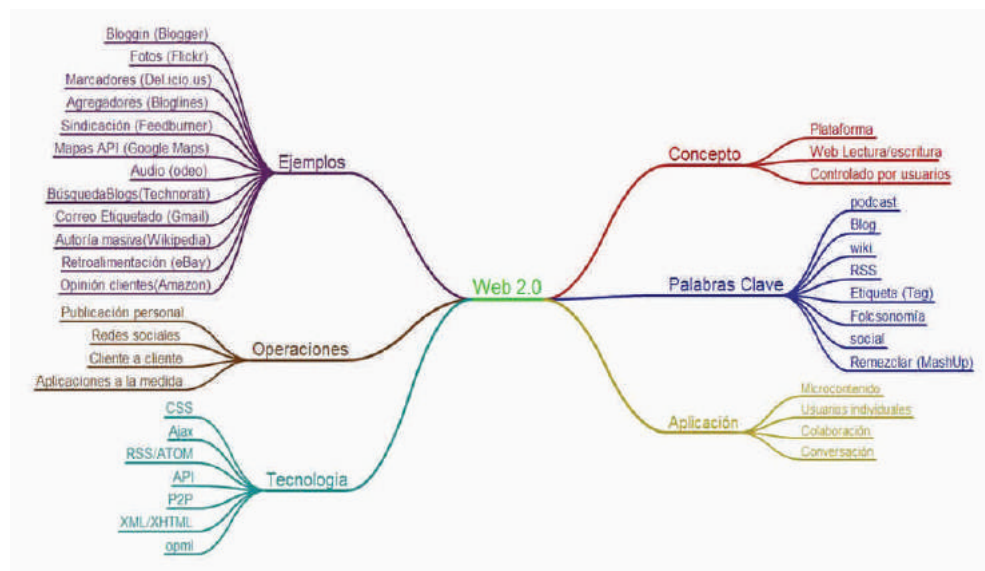 Web 2.0
Ejemplos
Bloggin (Blogger)
Fotos (Flickr)
Marcadores (Del.icio.us)
Agregadores (Bloglines)
Sindicación (Feedburner)
Mapas API (Google Maps)
Audio (odeo)
BúsquedaBlogs(Technorati)
Correo Etiquetado (Gmail)
Autoría masiva(Wikipedia)
Retroalimentación (eBay)
Opinión clientes(Amazon)
Operaciones
Publicación personal
Redes sociales
Cliente a cliente
Aplicaciones a la medida
Tecnología
CSS
Ajax
RSS/ATOM
API
P2P
XML/XHTML
opml
Concepto
Plataforma
Web Lectura/escritura
Controlado por usuarios
Palabras Clave
podcast
Blog
wiki
RSS
Etiqueta (Tag)
Folcsonomía
social
Remezclar (MashUp)
Aplicación
Microcontenido
Usuarios individuales
Colaboración
Conversación